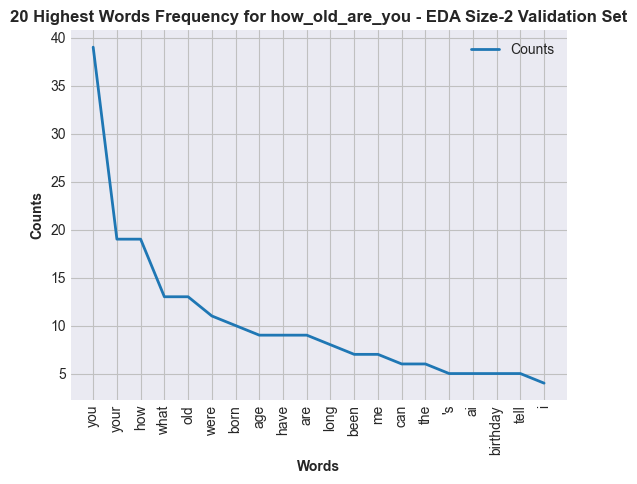 20 Highest Words Frequency for how_old_are_you - EDA Size-2 Validation Set
Counts
40
35
30
25
20
15
10
5
Counts
you
your
how
what
old
were
born
age
have
are
long
been
me
can
the
's
ai
birthday
tell
i
Words